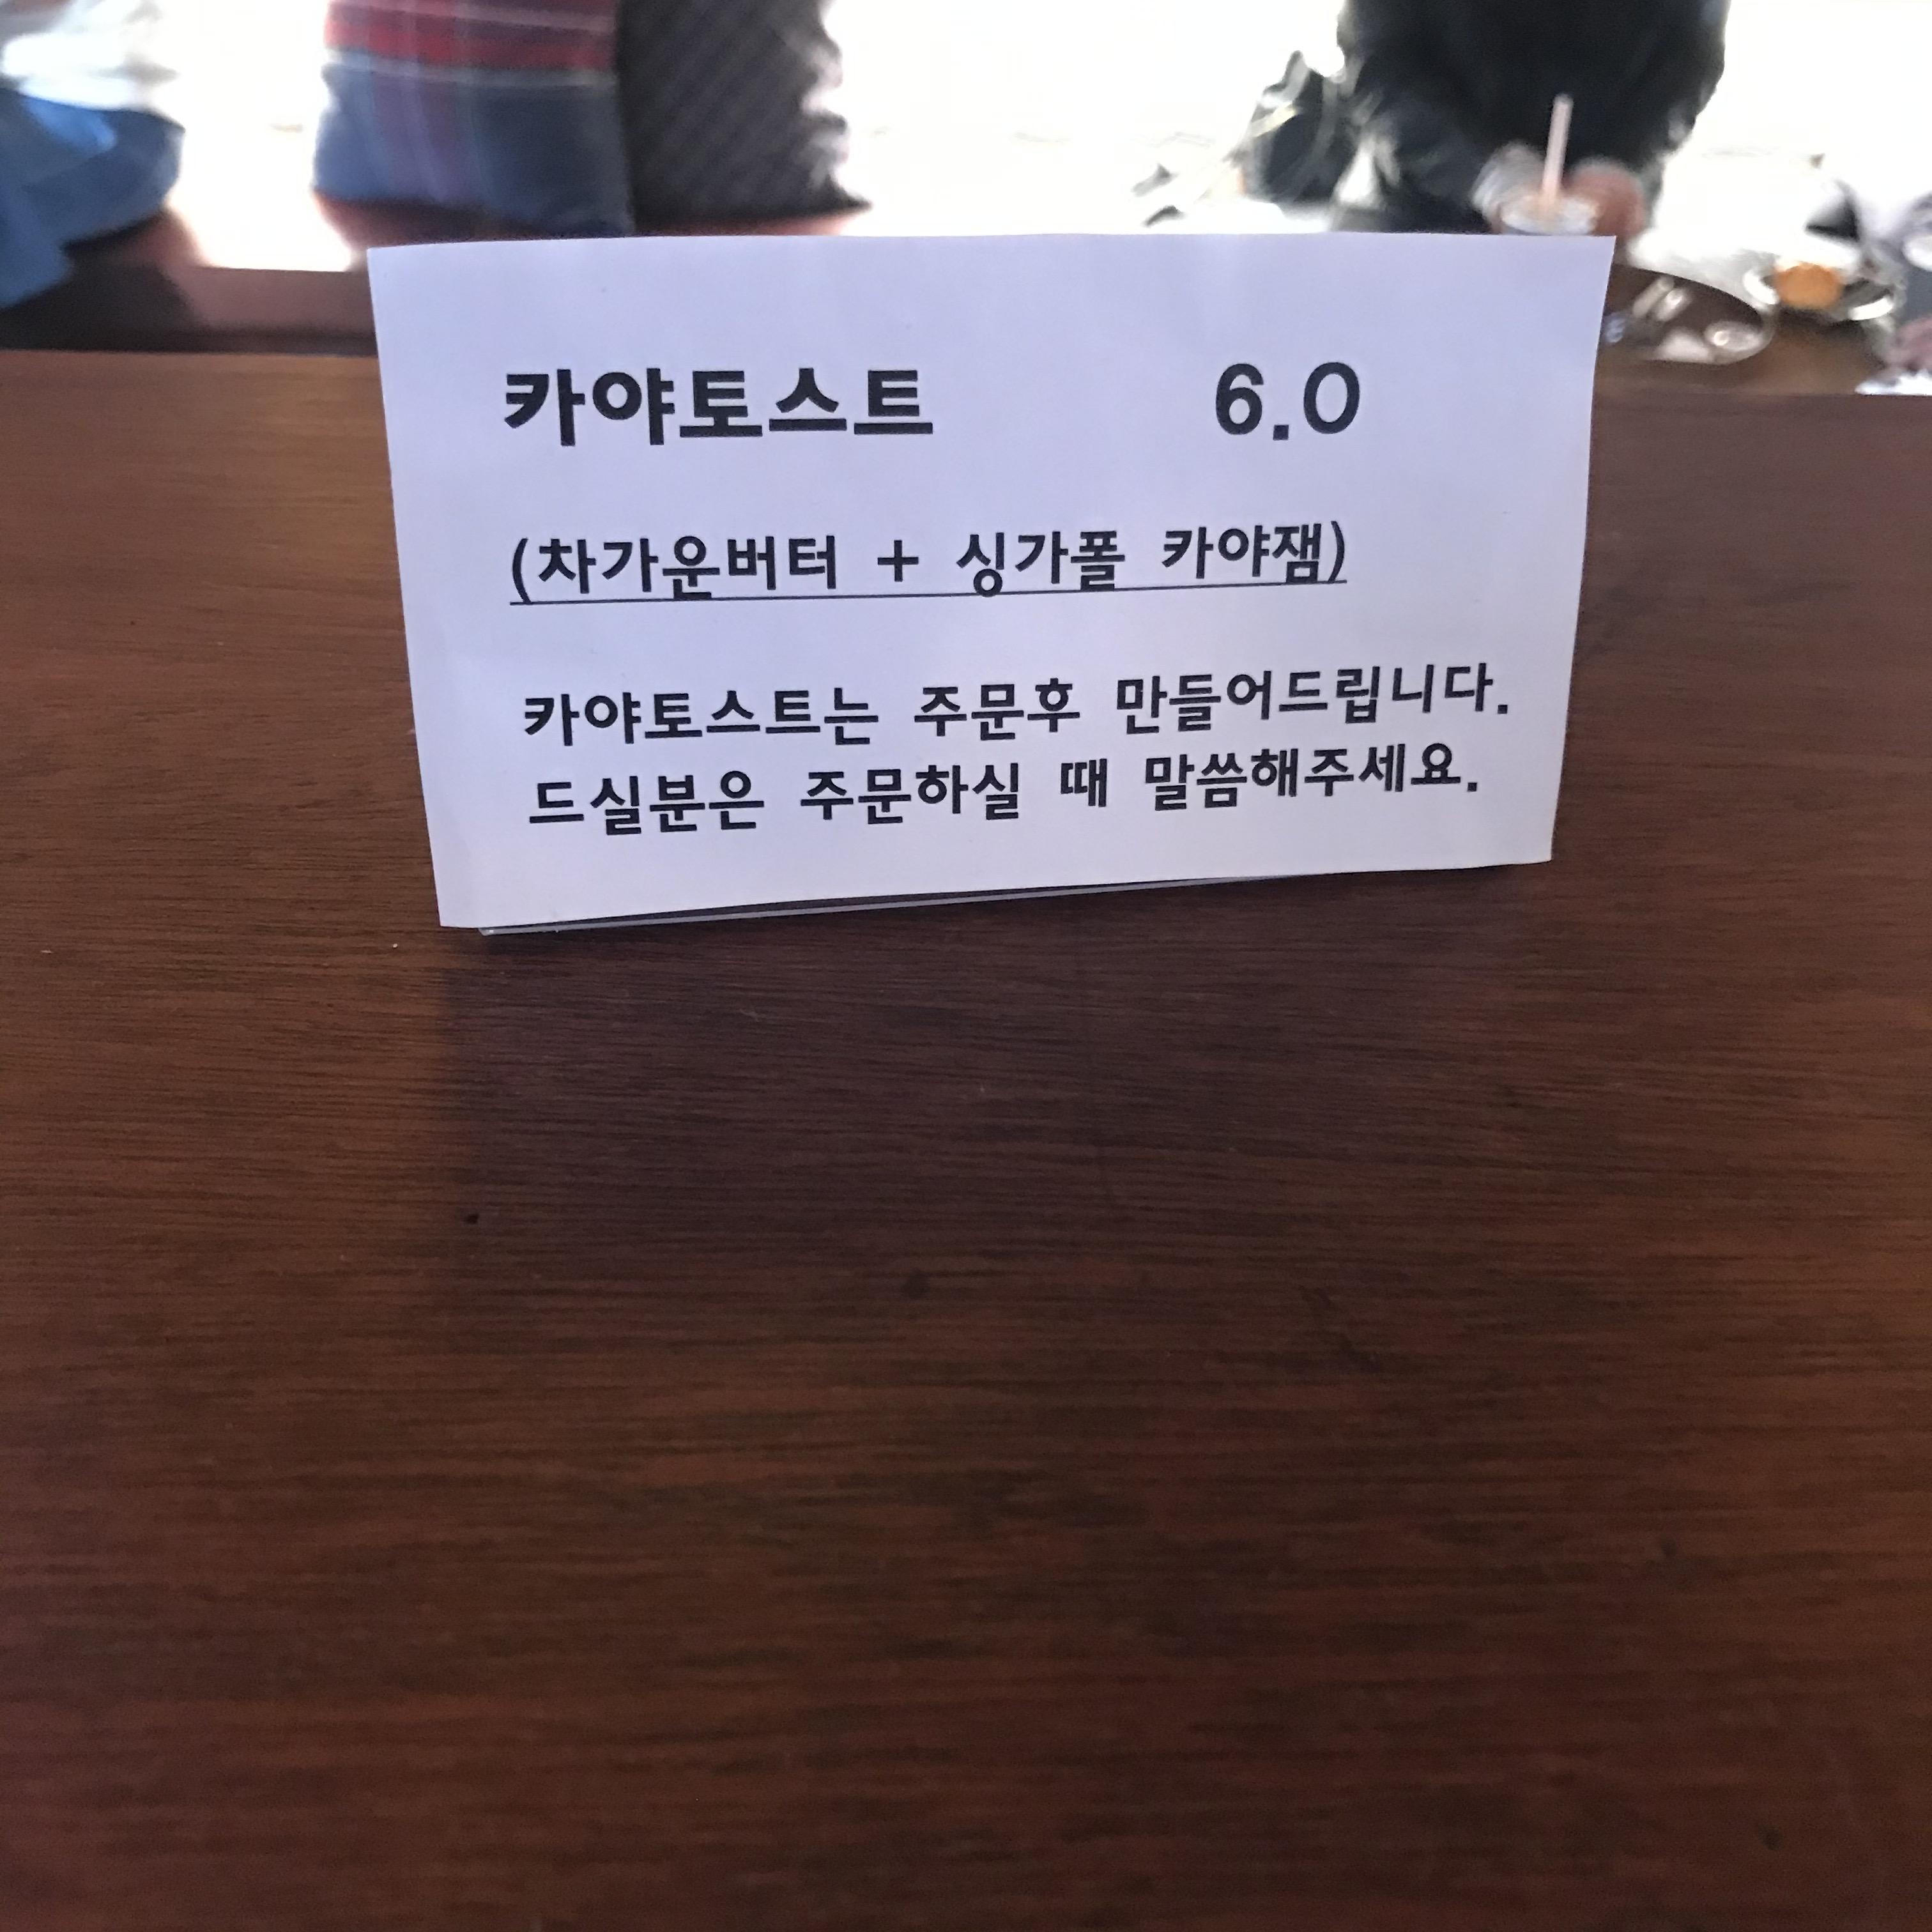 카야토스트 6.0
(차가운버터 + 싱가폴 카야잼)
카야토스트는 주문후 만들어드립니다.
드실분은 주문하실 때 말씀해주세요.